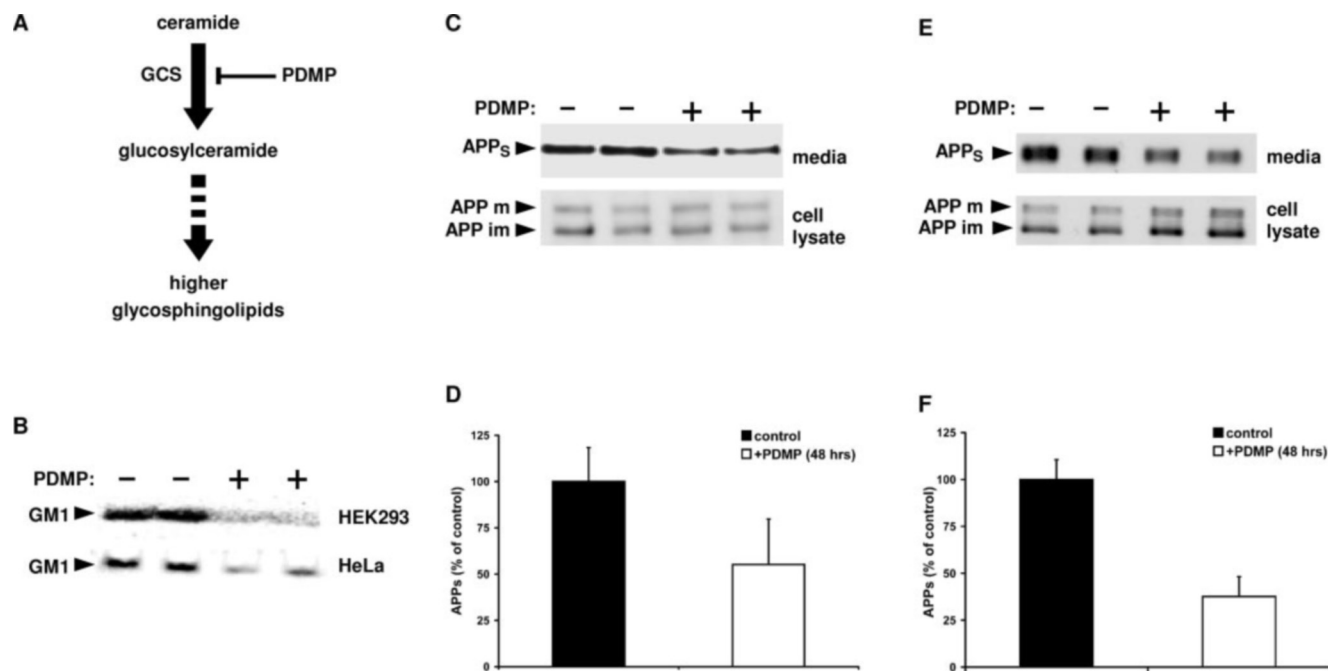 A
ceramide
GCS
PDMP
glucosylceramide
higher
glycosphingolipids
B
PDMP: − − + +
GM1 HEK293
GM1 HeLa
C
PDMP: − − + +
APPS media
APP m cell
APP im lysate
D
control
+PDMP (48 hrs)
APPs (% of control)
125
100
75
50
25
0
E
PDMP: − − + +
APPS media
APP m cell
APP im lysate
F
control
+PDMP (48 hrs)
APPs (% of control)
125
100
75
50
25
0